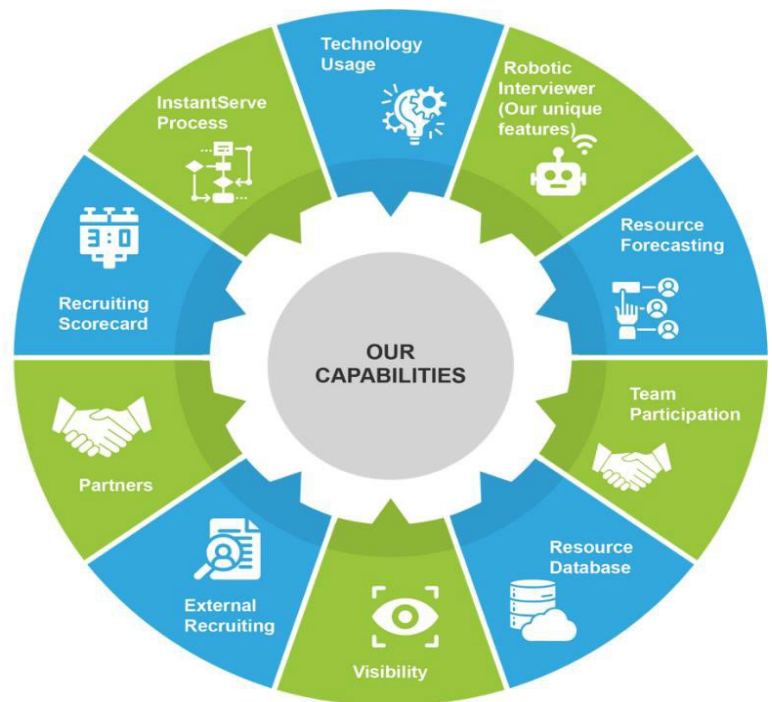 Technology
Usage
Robotic
Interviewer
(Our unique
features)
Resource
Forecasting
Team
Participation
Resource
Database
Visibility
External
Recruiting
Partners
Recruiting
Scorecard
3:0
InstantServe
Process
OUR
CAPABILITIES